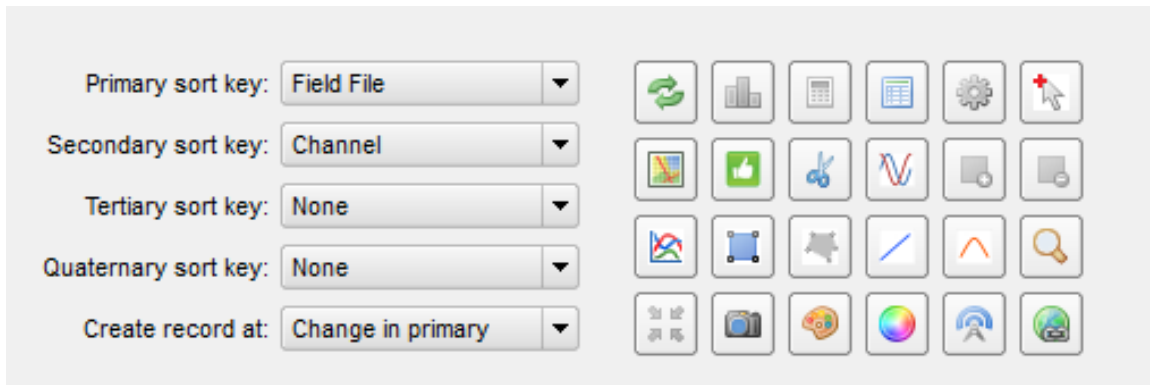 Primary sort key: Field File
Secondary sort key: Channel
Tertiary sort key: None
Quaternary sort key: None
Create record at: Change in primary